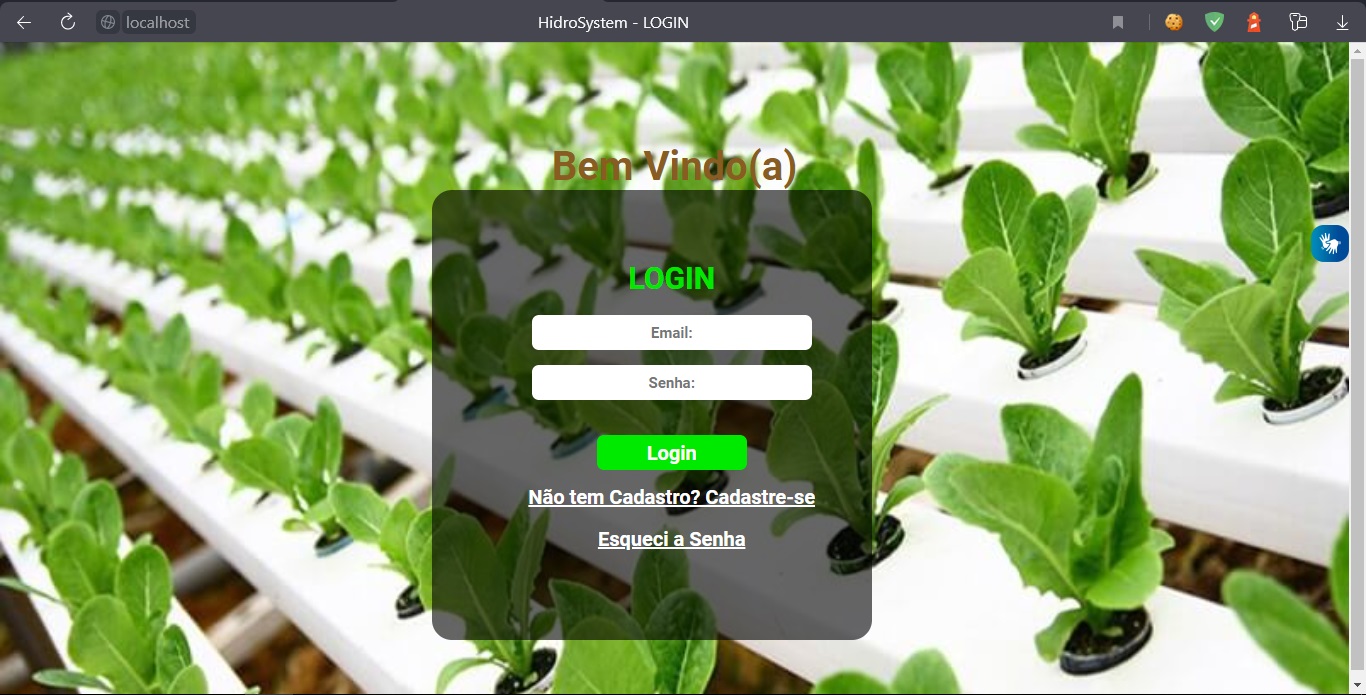 localhost
HidroSystem - LOGIN
Bem Vindo(a)
LOGIN
Email:
Senha:
Login
Não tem Cadastro? Cadastre-se
Esqueci a Senha